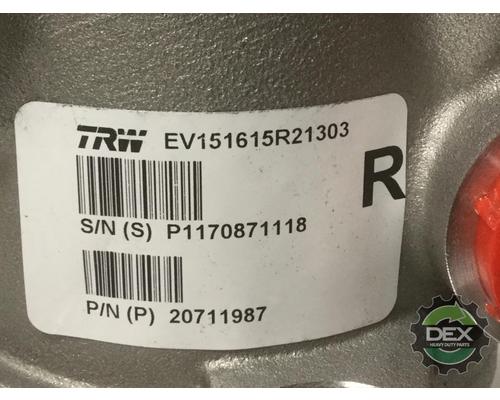 TRW EV151615R21303
R
S/N (S) P1170871118
P/N (P) 20711987
DEX
HEAVY DUTY PARTS